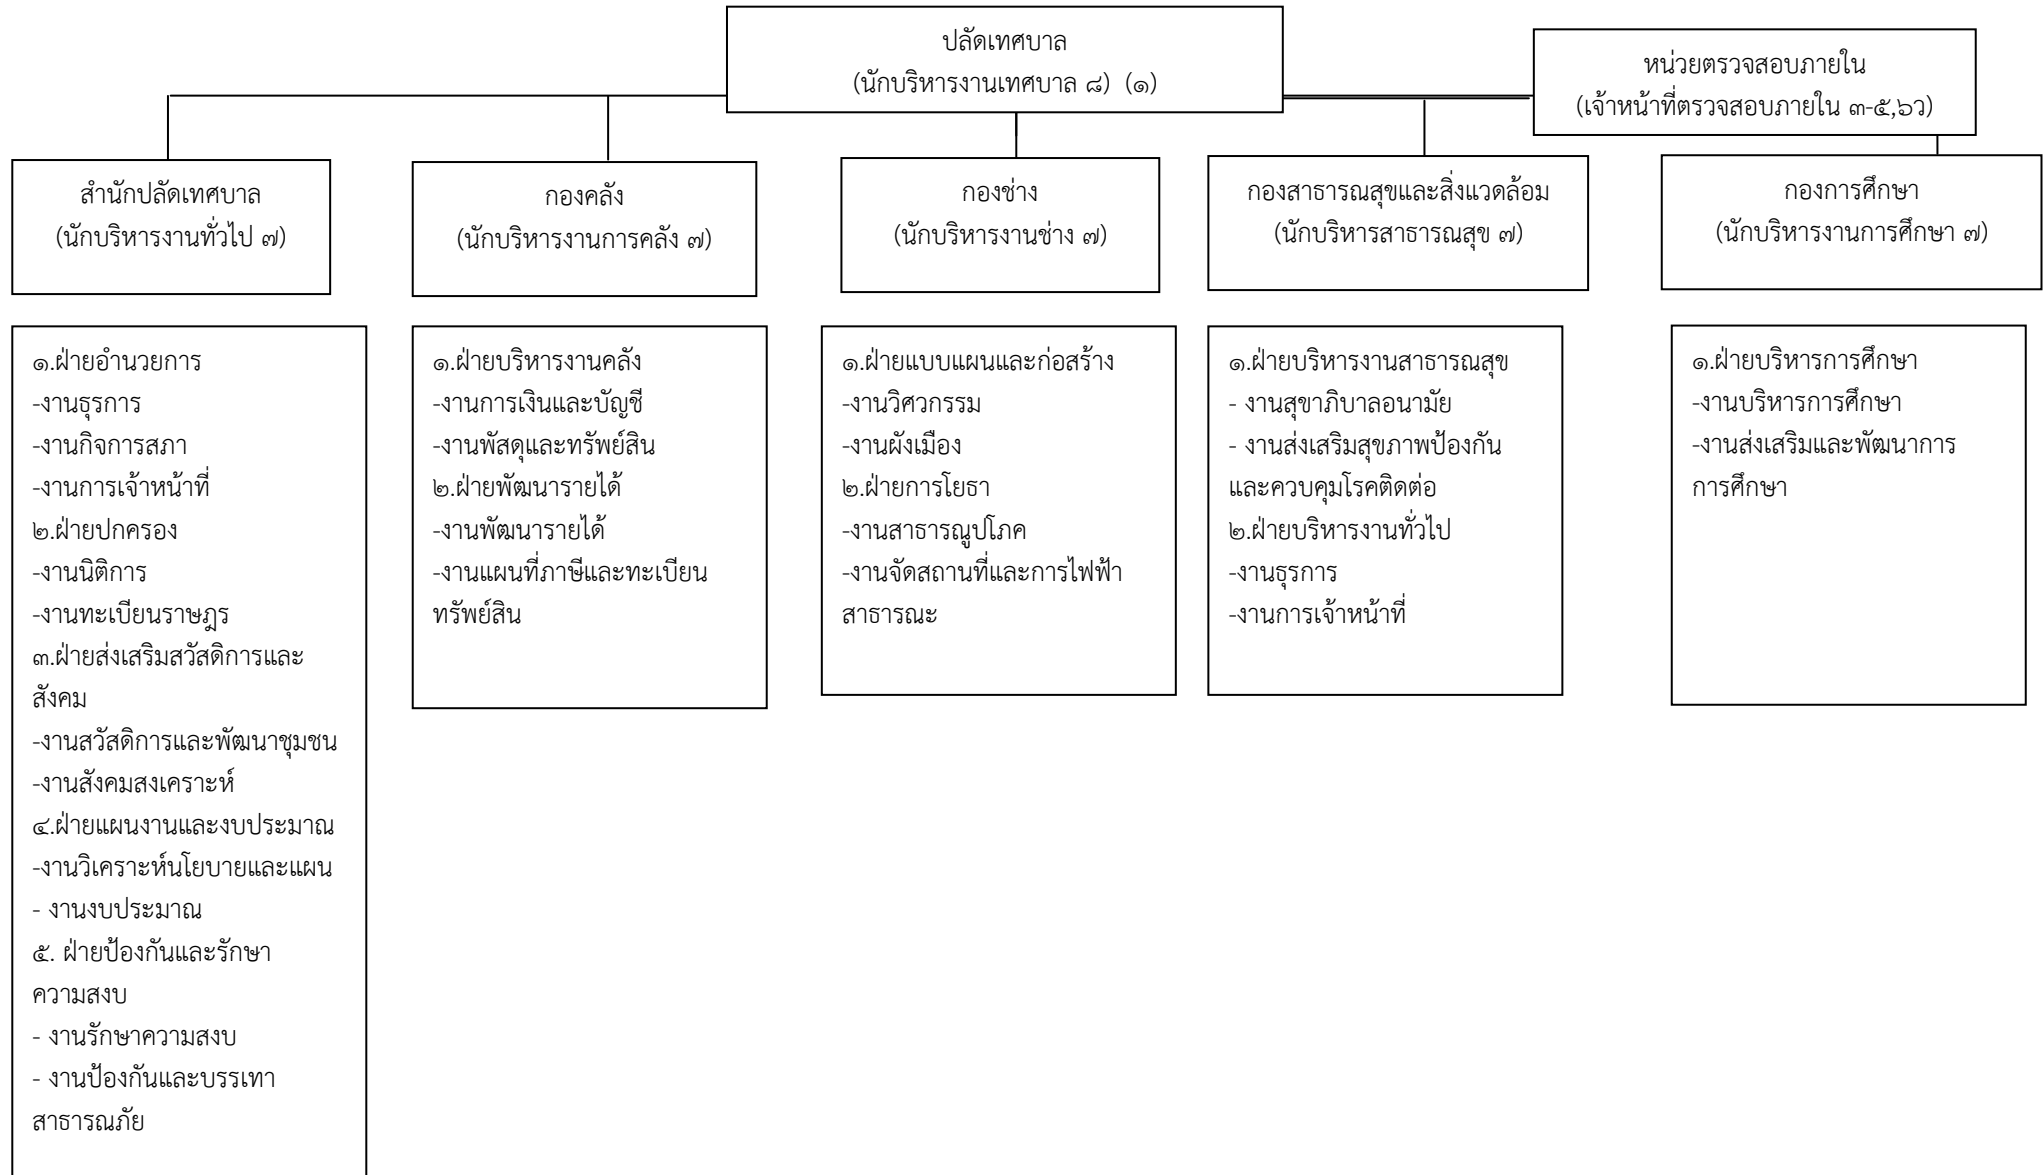 ปลัดเทศบาล
(นักบริหารงานเทศบาล ๘)  (๑)
หน่วยตรวจสอบภายใน
(เจ้าหน้าที่ตรวจสอบภายใน ๓-๕,๖ว)
สำนักปลัดเทศบาล
(นักบริหารงานทั่วไป ๗)
กองคลัง
(นักบริหารงานการคลัง ๗)
กองช่าง
(นักบริหารงานช่าง ๗)
กองสาธารณสุขและสิ่งแวดล้อม
(นักบริหารสาธารณสุข ๗)
กองการศึกษา
(นักบริหารงานการศึกษา ๗)
๑.ฝ่ายอำนวยการ
-งานธุรการ
-งานกิจการสภา
-งานการเจ้าหน้าที่
๒.ฝ่ายปกครอง
-งานนิติการ
-งานทะเบียนราษฎร
๓.ฝ่ายส่งเสริมสวัสดิการและ
สังคม
-งานสวัสดิการและพัฒนาชุมชน
-งานสังคมสงเคราะห์
๔.ฝ่ายแผนงานและงบประมาณ
-งานวิเคราะห์นโยบายและแผน
- งานงบประมาณ
๕. ฝ่ายป้องกันและรักษา
ความสงบ
- งานรักษาความสงบ
- งานป้องกันและบรรเทา
สาธารณภัย
๑.ฝ่ายบริหารงานคลัง
-งานการเงินและบัญชี
-งานพัสดุและทรัพย์สิน
๒.ฝ่ายพัฒนารายได้
-งานพัฒนารายได้
-งานแผนที่ภาษีและทะเบียน
ทรัพย์สิน
๑.ฝ่ายแบบแผนและก่อสร้าง
-งานวิศวกรรม
-งานผังเมือง
๒.ฝ่ายการโยธา
-งานสาธารณูปโภค
-งานจัดสถานที่และการไฟฟ้า
สาธารณะ
๑.ฝ่ายบริหารงานสาธารณสุข
- งานสุขาภิบาลอนามัย
- งานส่งเสริมสุขภาพป้องกัน
และควบคุมโรคติดต่อ
๒.ฝ่ายบริหารงานทั่วไป
-งานธุรการ
-งานการเจ้าหน้าที่
๑.ฝ่ายบริหารการศึกษา
-งานบริหารการศึกษา
-งานส่งเสริมและพัฒนาการ
การศึกษา